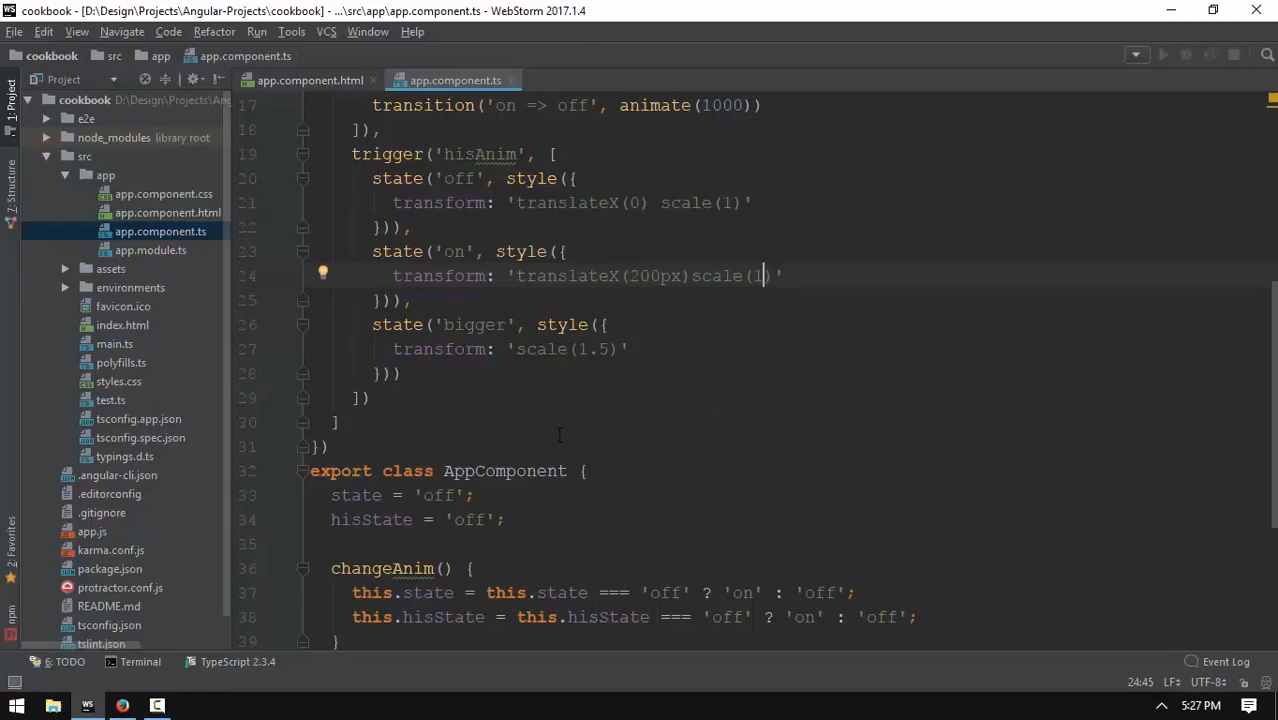 cookbook - [D:\Design\Projects\Angular-Projects\cookbook] - ...\src\app\app.component.ts - WebStorm 2017.1.4
File Edit View Navigate Code Refactor Run Tools VCS Window Help
cookbook src app app.component.ts
Project
app.component.html app.component.ts
1: Project
7: Structure
2: Favorites
npm
cookbook D:\Design\Projects\Ang
e2e
node_modules library root
src
app
app.component.css
app.component.html
app.component.ts
app.module.ts
assets
environments
favicon.ico
index.html
main.ts
polyfills.ts
styles.css
test.ts
tsconfig.app.json
tsconfig.spec.json
typings.d.ts
.angular-cli.json
.editorconfig
.gitignore
app.js
karma.conf.js
package.json
protractor.conf.js
README.md
tsconfig.json
tslint.json
17 transition('on => off', animate(1000))
18 ]),
19 trigger('hisAnim', [
20 state('off', style({
21 transform: 'translateX(0) scale(1)'
22 })),
23 state('on', style({
24 transform: 'translateX(200px)scale(1)'
25 })),
26 state('bigger', style({
27 transform: 'scale(1.5)'
28 }))
29 ])
30 ]
31 })
32 export class AppComponent {
33 state = 'off';
34 hisState = 'off';
35
36 changeAnim() {
37 this.state = this.state === 'off' ? 'on' : 'off';
38 this.hisState = this.hisState === 'off' ? 'on' : 'off';
39 }
6: TODO Terminal TypeScript 2.3.4 Event Log
24:45 LF÷ UTF-8÷
5:27 PM